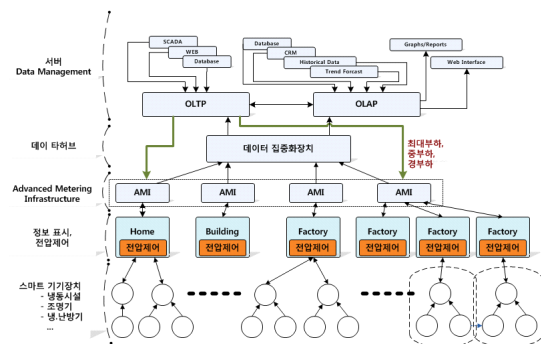 서버
Data Management
SCADA
WEB
Database
Database
CRM
Historical Data
Trend Forcast
Graphs/Reports
Web Interface
OLTP
OLAP
데이 타허브
데이터 집중화장치
최대부하,
중부하,
경부하
Advanced Metering
Infrastructure
AMI
AMI
AMI
AMI
정보 표시,
전압제어
Home
전압제어
Building
전압제어
Factory
전압제어
Factory
전압제어
Factory
전압제어
Factory
전압제어
스마트 기기장치
- 냉동시설
- 조명기
- 냉.난방기
...